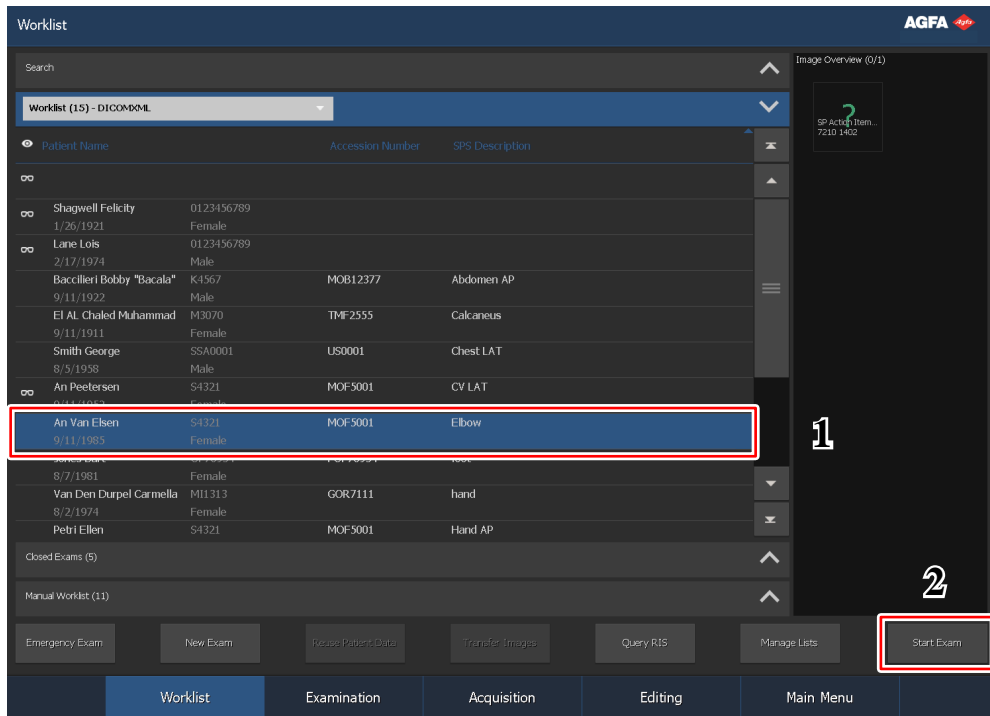 Worklist
AGFA
Agfa
Search
Image Overview (0/1)
Worklist (15) - DICOMXML
?
SP Action Item...
7210 1402
Patient Name Accession Number SPS Description
Shagwell Felicity 0123456789
1/26/1921 Female
Lane Lois 0123456789
2/17/1974 Male
Baccilieri Bobby "Bacala" K4567 MOB12377 Abdomen AP
9/11/1922 Male
El AL Chaled Muhammad M3070 TMF2555 Calcaneus
9/11/1911 Female
Smith George SSA0001 US0001 Chest LAT
8/5/1958 Male
An Peetersen S4321 MOF5001 CV LAT
An Van Elsen S4321 MOF5001 Elbow
9/11/1985 Female
1
8/7/1981 Female
Van Den Durpel Carmella MI1313 GOR7111 hand
8/2/1974 Female
Petri Ellen S4321 MOF5001 Hand AP
Closed Exams (5)
2
Manual Worklist (11)
Emergency Exam New Exam Reuse Patient Data Transfer Images Query RIS Manage Lists Start Exam
Worklist Examination Acquisition Editing Main Menu